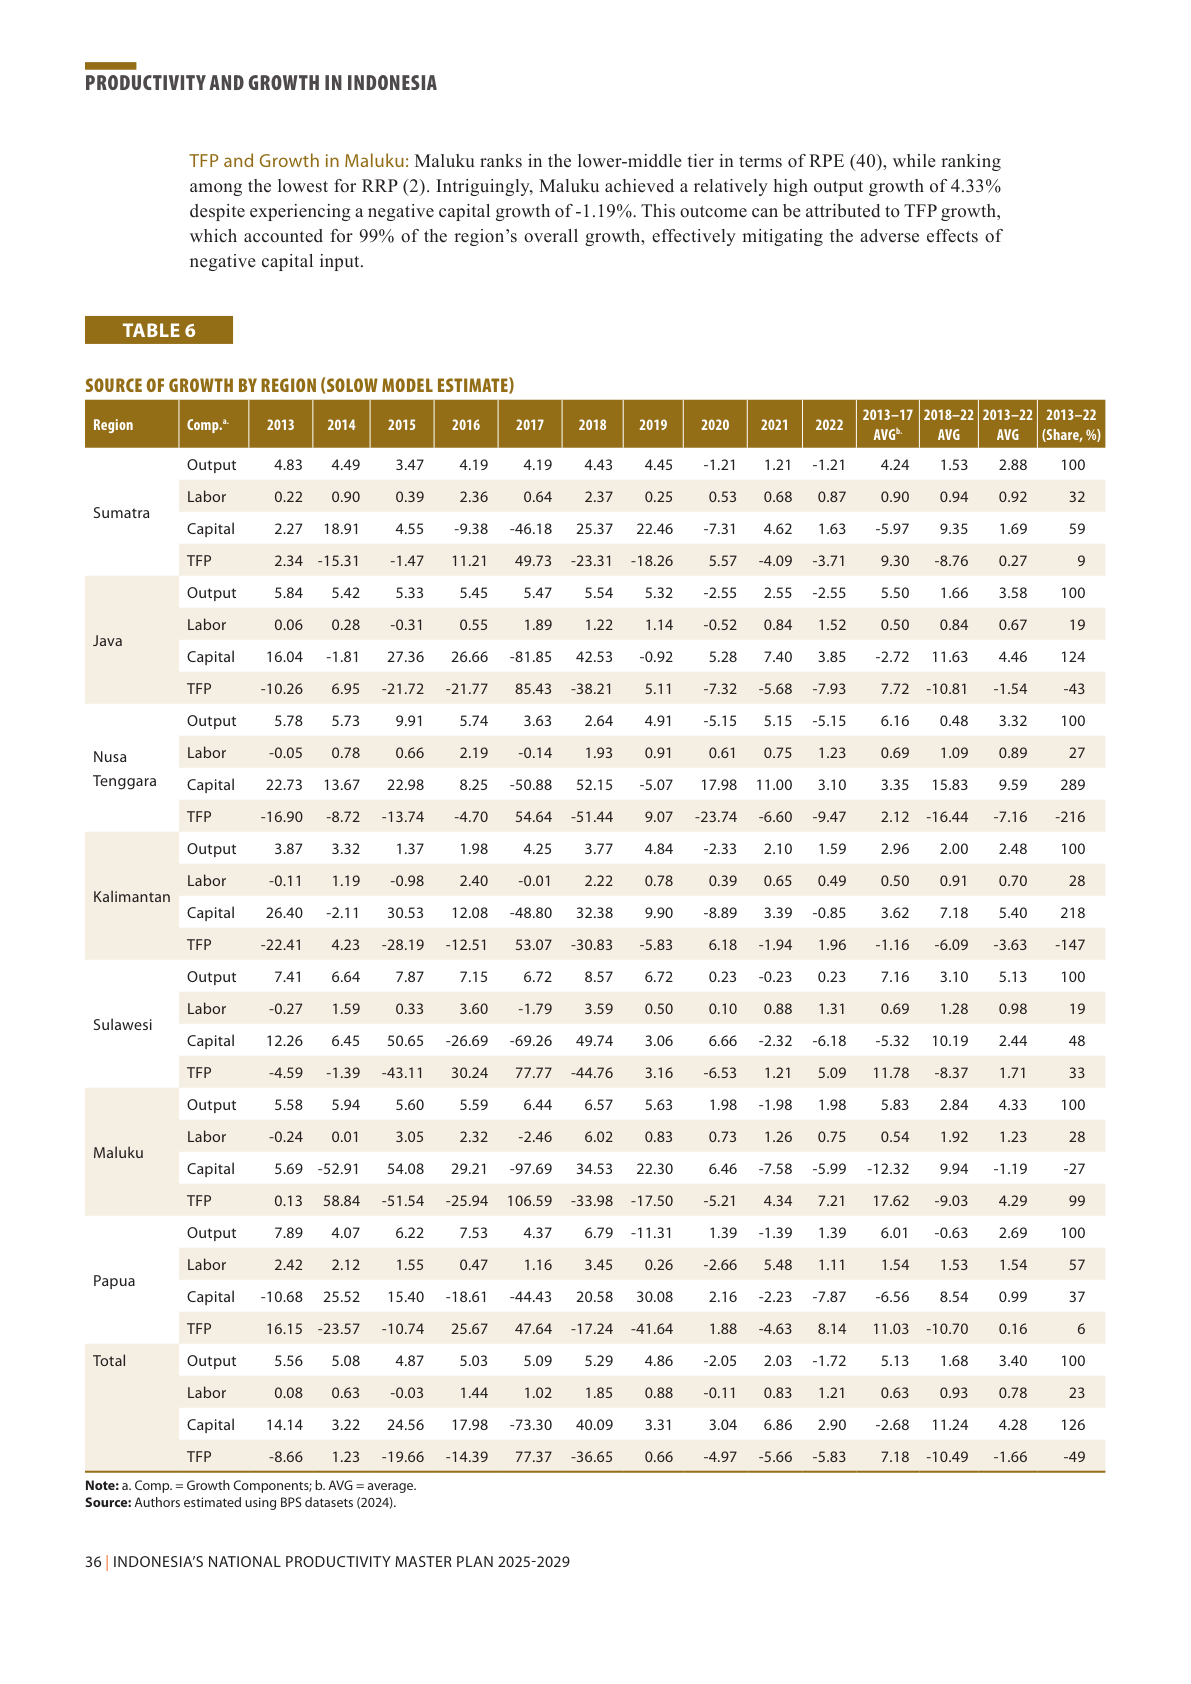 PRODUCTIVITY AND GROWTH IN INDONESIA
TFP and Growth in Maluku: Maluku ranks in the lower-middle tier in terms of RPE (40), while ranking
among the lowest for RRP (2). Intriguingly, Maluku achieved a relatively high output growth of 4.33%
despite experiencing a negative capital growth of -1.19%. This outcome can be attributed to TFP growth,
which accounted for 99% of the region's overall growth, effectively mitigating the adverse effects of
negative capital input.
TABLE 6
SOURCE OF GROWTH BY REGION (SOLOW MODEL ESTIMATE)
Region Comp.a. 2013 2014 2015 2016 2017 2018 2019 2020 2021 2022 2013–17 AVGb. 2018–22 AVG 2013–22 AVG 2013–22 (Share, %)
Sumatra
Output 4.83 4.49 3.47 4.19 4.19 4.43 4.45 -1.21 1.21 -1.21 4.24 1.53 2.88 100
Labor 0.22 0.90 0.39 2.36 0.64 2.37 0.25 0.53 0.68 0.87 0.90 0.94 0.92 32
Capital 2.27 18.91 4.55 -9.38 -46.18 25.37 22.46 -7.31 4.62 1.63 -5.97 9.35 1.69 59
TFP 2.34 -15.31 -1.47 11.21 49.73 -23.31 -18.26 5.57 -4.09 -3.71 9.30 -8.76 0.27 9
Java
Output 5.84 5.42 5.33 5.45 5.47 5.54 5.32 -2.55 2.55 -2.55 5.50 1.66 3.58 100
Labor 0.06 0.28 -0.31 0.55 1.89 1.22 1.14 -0.52 0.84 1.52 0.50 0.84 0.67 19
Capital 16.04 -1.81 27.36 26.66 -81.85 42.53 -0.92 5.28 7.40 3.85 -2.72 11.63 4.46 124
TFP -10.26 6.95 -21.72 -21.77 85.43 -38.21 5.11 -7.32 -5.68 -7.93 7.72 -10.81 -1.54 -43
Nusa
Tenggara
Output 5.78 5.73 9.91 5.74 3.63 2.64 4.91 -5.15 5.15 -5.15 6.16 0.48 3.32 100
Labor -0.05 0.78 0.66 2.19 -0.14 1.93 0.91 0.61 0.75 1.23 0.69 1.09 0.89 27
Capital 22.73 13.67 22.98 8.25 -50.88 52.15 -5.07 17.98 11.00 3.10 3.35 15.83 9.59 289
TFP -16.90 -8.72 -13.74 -4.70 54.64 -51.44 9.07 -23.74 -6.60 -9.47 2.12 -16.44 -7.16 -216
Kalimantan
Output 3.87 3.32 1.37 1.98 4.25 3.77 4.84 -2.33 2.10 1.59 2.96 2.00 2.48 100
Labor -0.11 1.19 -0.98 2.40 -0.01 2.22 0.78 0.39 0.65 0.49 0.50 0.91 0.70 28
Capital 26.40 -2.11 30.53 12.08 -48.80 32.38 9.90 -8.89 3.39 -0.85 3.62 7.18 5.40 218
TFP -22.41 4.23 -28.19 -12.51 53.07 -30.83 -5.83 6.18 -1.94 1.96 -1.16 -6.09 -3.63 -147
Sulawesi
Output 7.41 6.64 7.87 7.15 6.72 8.57 6.72 0.23 -0.23 0.23 7.16 3.10 5.13 100
Labor -0.27 1.59 0.33 3.60 -1.79 3.59 0.50 0.10 0.88 1.31 0.69 1.28 0.98 19
Capital 12.26 6.45 50.65 -26.69 -69.26 49.74 3.06 6.66 -2.32 -6.18 -5.32 10.19 2.44 48
TFP -4.59 -1.39 -43.11 30.24 77.77 -44.76 3.16 -6.53 1.21 5.09 11.78 -8.37 1.71 33
Maluku
Output 5.58 5.94 5.60 5.59 6.44 6.57 5.63 1.98 -1.98 1.98 5.83 2.84 4.33 100
Labor -0.24 0.01 3.05 2.32 -2.46 6.02 0.83 0.73 1.26 0.75 0.54 1.92 1.23 28
Capital 5.69 -52.91 54.08 29.21 -97.69 34.53 22.30 6.46 -7.58 -5.99 -12.32 9.94 -1.19 -27
TFP 0.13 58.84 -51.54 -25.94 106.59 -33.98 -17.50 -5.21 4.34 7.21 17.62 -9.03 4.29 99
Papua
Output 7.89 4.07 6.22 7.53 4.37 6.79 -11.31 1.39 -1.39 1.39 6.01 -0.63 2.69 100
Labor 2.42 2.12 1.55 0.47 1.16 3.45 0.26 -2.66 5.48 1.11 1.54 1.53 1.54 57
Capital -10.68 25.52 15.40 -18.61 -44.43 20.58 30.08 2.16 -2.23 -7.87 -6.56 8.54 0.99 37
TFP 16.15 -23.57 -10.74 25.67 47.64 -17.24 -41.64 1.88 -4.63 8.14 11.03 -10.70 0.16 6
Total
Output 5.56 5.08 4.87 5.03 5.09 5.29 4.86 -2.05 2.03 -1.72 5.13 1.68 3.40 100
Labor 0.08 0.63 -0.03 1.44 1.02 1.85 0.88 -0.11 0.83 1.21 0.63 0.93 0.78 23
Capital 14.14 3.22 24.56 17.98 -73.30 40.09 3.31 3.04 6.86 2.90 -2.68 11.24 4.28 126
TFP -8.66 1.23 -19.66 -14.39 77.37 -36.65 0.66 -4.97 -5.66 -5.83 7.18 -10.49 -1.66 -49
Note: a. Comp. = Growth Components; b. AVG = average.
Source: Authors estimated using BPS datasets (2024).
36 | INDONESIA'S NATIONAL PRODUCTIVITY MASTER PLAN 2025-2029